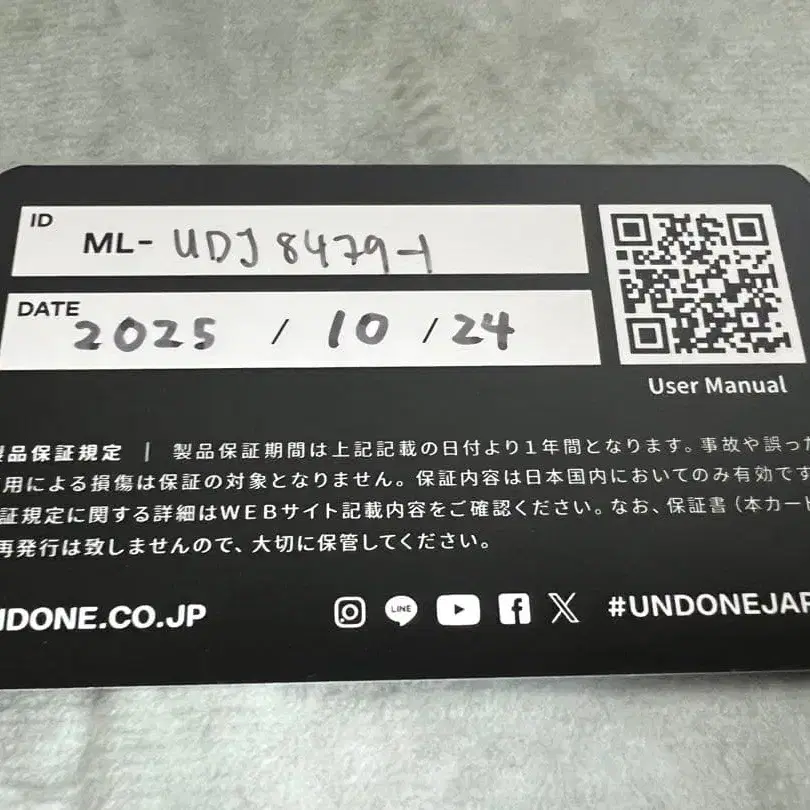 ID
ML- UDJ 8479-1
DATE
2025 / 10 / 24
User Manual
品保証規定 | 製品保証期間は上記記載の日付より1年間となります。事故や誤った
用による損傷は保証の対象となりません。保証内容は日本国内においてのみ有効です
証規定に関する詳細はWEBサイト記載内容をご確認ください。なお、保証書(本カード
再発行は致しませんので、大切に保管してください。
NDONE.CO.JP
LINE
#UNDONEJAP